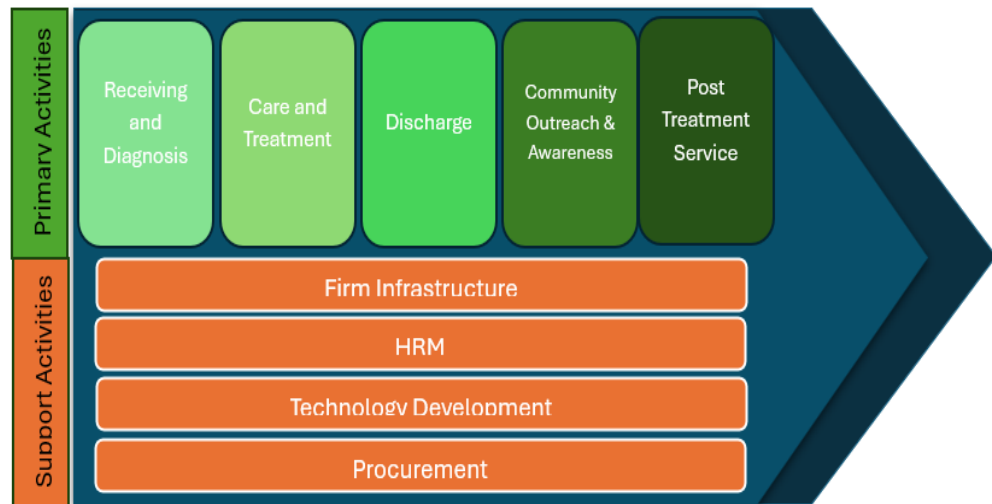 Primary Activities
Receiving
and
Diagnosis
Care and
Treatment
Discharge
Community
Outreach &
Awareness
Post
Treatment
Service
Support Activities
Firm Infrastructure
HRM
Technology Development
Procurement